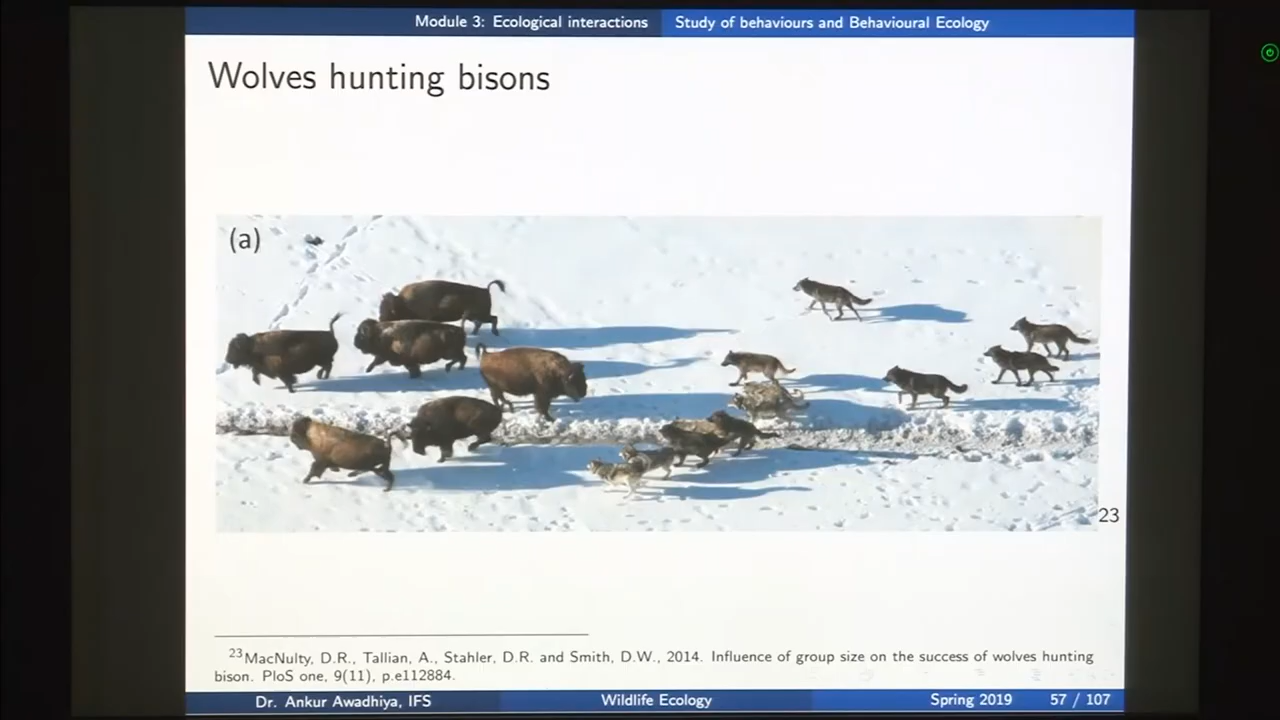 Module 3: Ecological interactions Study of behaviours and Behavioural Ecology
Wolves hunting bisons
(a)
23
23 MacNulty, D.R., Tallian, A., Stahler, D.R. and Smith, D.W., 2014. Influence of group size on the success of wolves hunting
bison. PloS one, 9(11), p.e112884.
Dr. Ankur Awadhiya, IFS Wildlife Ecology Spring 2019 57 / 107